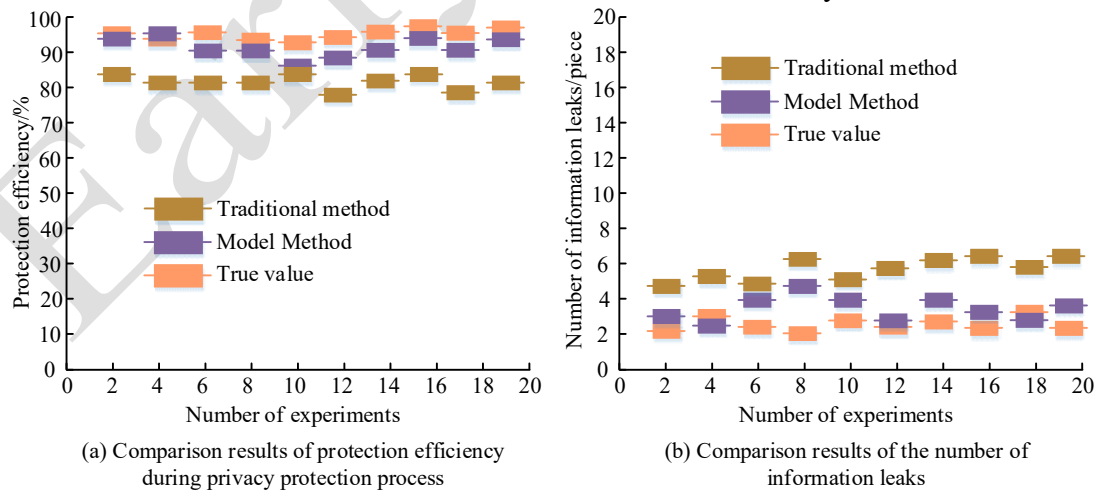 Protection efficiency/%
100
90
80
70
60
50
40
30
20
10
0
Traditional method
Model Method
True value
0 2 4 6 8 10 12 14 16 18 20
Number of experiments
(a) Comparison results of protection efficiency
during privacy protection process
Number of information leaks/piece
20
18
16
14
12
10
8
6
4
2
0
Traditional method
Model Method
True value
0 2 4 6 8 10 12 14 16 18 20
Number of experiments
(b) Comparison results of the number of
information leaks